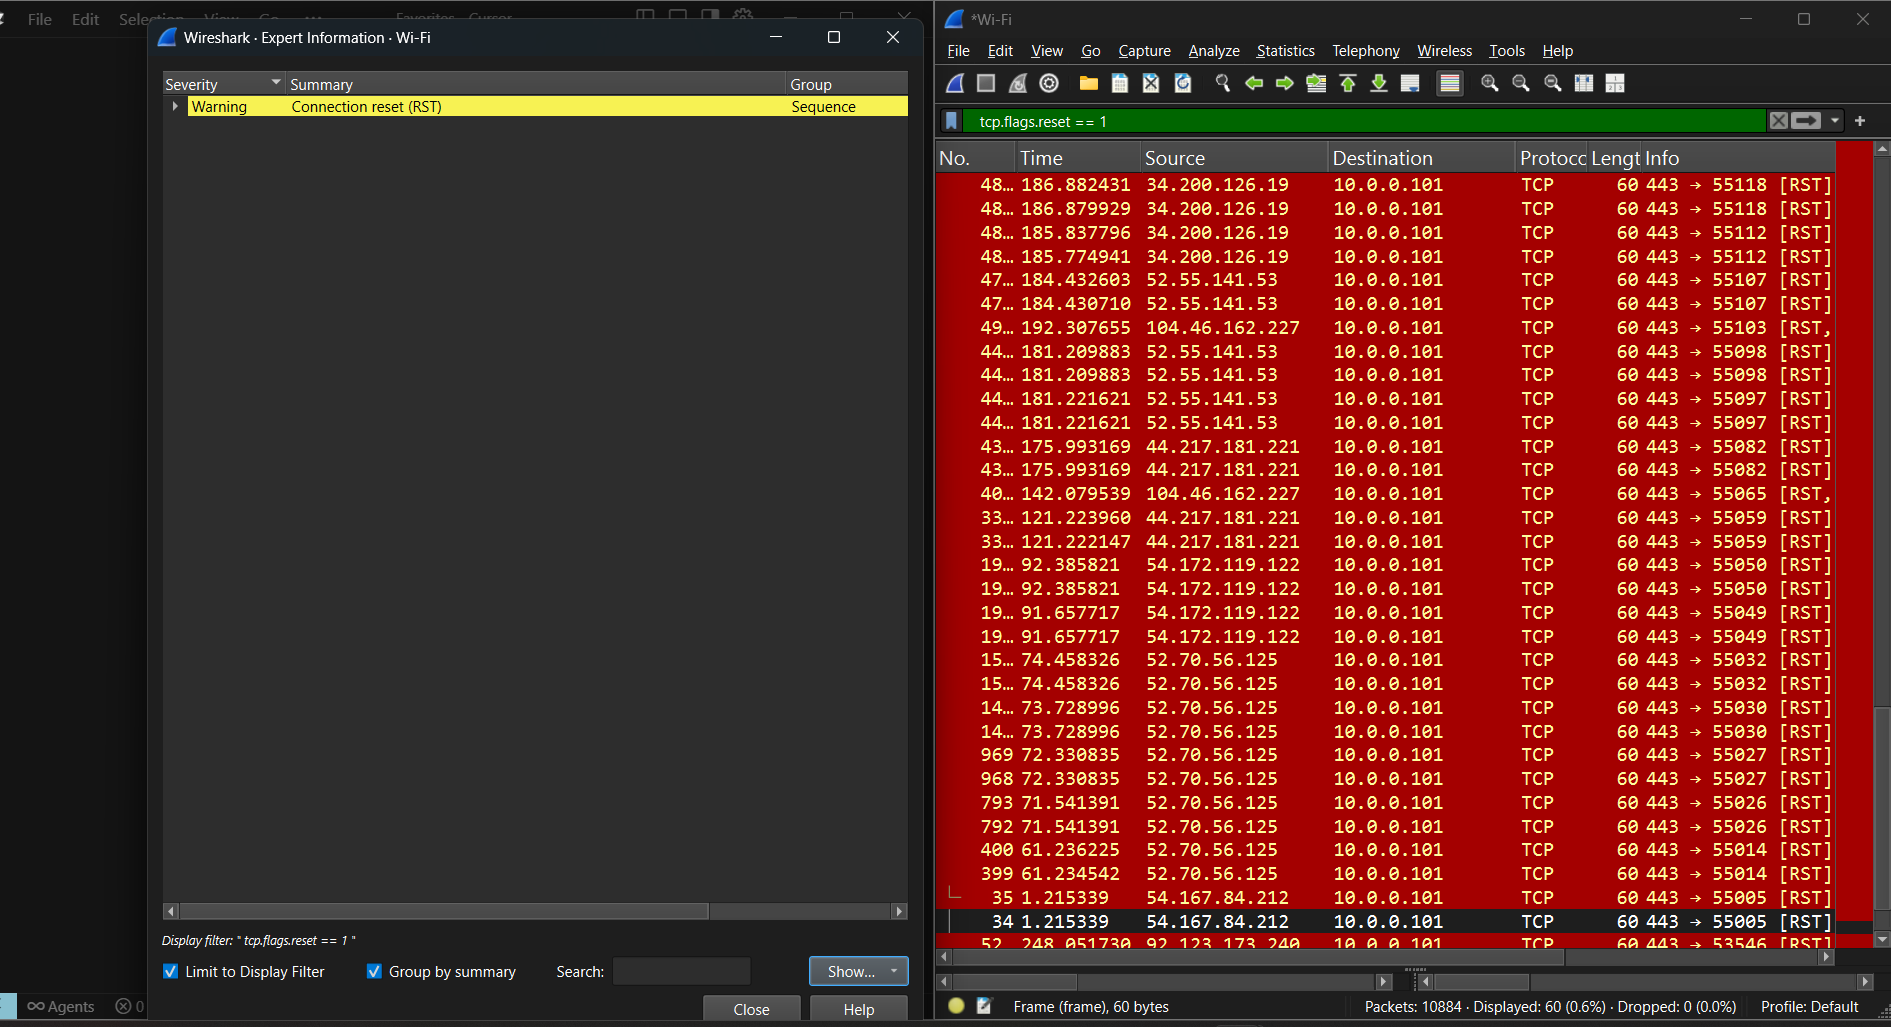 File Edit Selection View Go ... Favorites Cursor
Wireshark · Expert Information · Wi-Fi
Severity Summary Group
Warning Connection reset (RST) Sequence
Display filter: " tcp.flags.reset == 1 "
Limit to Display Filter Group by summary Search: Show...
Close Help
Agents 0
*Wi-Fi
File Edit View Go Capture Analyze Statistics Telephony Wireless Tools Help
tcp.flags.reset == 1
No. Time Source Destination Protocc Lengt Info
48… 186.882431 34.200.126.19 10.0.0.101 TCP 60 443 → 55118 [RST]
48… 186.879929 34.200.126.19 10.0.0.101 TCP 60 443 → 55118 [RST]
48… 185.837796 34.200.126.19 10.0.0.101 TCP 60 443 → 55112 [RST]
48… 185.774941 34.200.126.19 10.0.0.101 TCP 60 443 → 55112 [RST]
47… 184.432603 52.55.141.53 10.0.0.101 TCP 60 443 → 55107 [RST]
47… 184.430710 52.55.141.53 10.0.0.101 TCP 60 443 → 55107 [RST]
49… 192.307655 104.46.162.227 10.0.0.101 TCP 60 443 → 55103 [RST,
44… 181.209883 52.55.141.53 10.0.0.101 TCP 60 443 → 55098 [RST]
44… 181.209883 52.55.141.53 10.0.0.101 TCP 60 443 → 55098 [RST]
44… 181.221621 52.55.141.53 10.0.0.101 TCP 60 443 → 55097 [RST]
44… 181.221621 52.55.141.53 10.0.0.101 TCP 60 443 → 55097 [RST]
43… 175.993169 44.217.181.221 10.0.0.101 TCP 60 443 → 55082 [RST]
43… 175.993169 44.217.181.221 10.0.0.101 TCP 60 443 → 55082 [RST]
40… 142.079539 104.46.162.227 10.0.0.101 TCP 60 443 → 55065 [RST,
33… 121.223960 44.217.181.221 10.0.0.101 TCP 60 443 → 55059 [RST]
33… 121.222147 44.217.181.221 10.0.0.101 TCP 60 443 → 55059 [RST]
19… 92.385821 54.172.119.122 10.0.0.101 TCP 60 443 → 55050 [RST]
19… 92.385821 54.172.119.122 10.0.0.101 TCP 60 443 → 55050 [RST]
19… 91.657717 54.172.119.122 10.0.0.101 TCP 60 443 → 55049 [RST]
19… 91.657717 54.172.119.122 10.0.0.101 TCP 60 443 → 55049 [RST]
15… 74.458326 52.70.56.125 10.0.0.101 TCP 60 443 → 55032 [RST]
15… 74.458326 52.70.56.125 10.0.0.101 TCP 60 443 → 55032 [RST]
14… 73.728996 52.70.56.125 10.0.0.101 TCP 60 443 → 55030 [RST]
14… 73.728996 52.70.56.125 10.0.0.101 TCP 60 443 → 55030 [RST]
969 72.330835 52.70.56.125 10.0.0.101 TCP 60 443 → 55027 [RST]
968 72.330835 52.70.56.125 10.0.0.101 TCP 60 443 → 55027 [RST]
793 71.541391 52.70.56.125 10.0.0.101 TCP 60 443 → 55026 [RST]
792 71.541391 52.70.56.125 10.0.0.101 TCP 60 443 → 55026 [RST]
400 61.236225 52.70.56.125 10.0.0.101 TCP 60 443 → 55014 [RST]
399 61.234542 52.70.56.125 10.0.0.101 TCP 60 443 → 55014 [RST]
35 1.215339 54.167.84.212 10.0.0.101 TCP 60 443 → 55005 [RST]
34 1.215339 54.167.84.212 10.0.0.101 TCP 60 443 → 55005 [RST]
52 248.051730 92.123.173.240 10.0.0.101 TCP 60 443 → 53546 [RST]
Frame (frame), 60 bytes Packets: 10884 · Displayed: 60 (0.6%) · Dropped: 0 (0.0%) Profile: Default